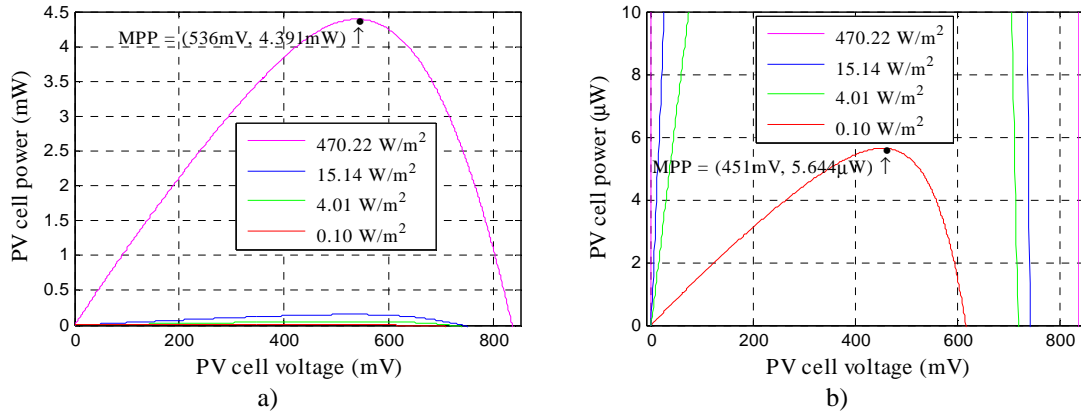 4.5
4
3.5
3
2.5
2
1.5
1
0.5
0
0
200
400
600
800
PV cell power (mW)
PV cell voltage (mV)
MPP = (536mV, 4.391mW)
↑
470.22 W/m²
15.14 W/m²
4.01 W/m²
0.10 W/m²
a)
10
8
6
4
2
0
0
200
400
600
800
PV cell power (μW)
PV cell voltage (mV)
470.22 W/m²
15.14 W/m²
4.01 W/m²
0.10 W/m²
MPP = (451mV, 5.644μW)
↑
b)